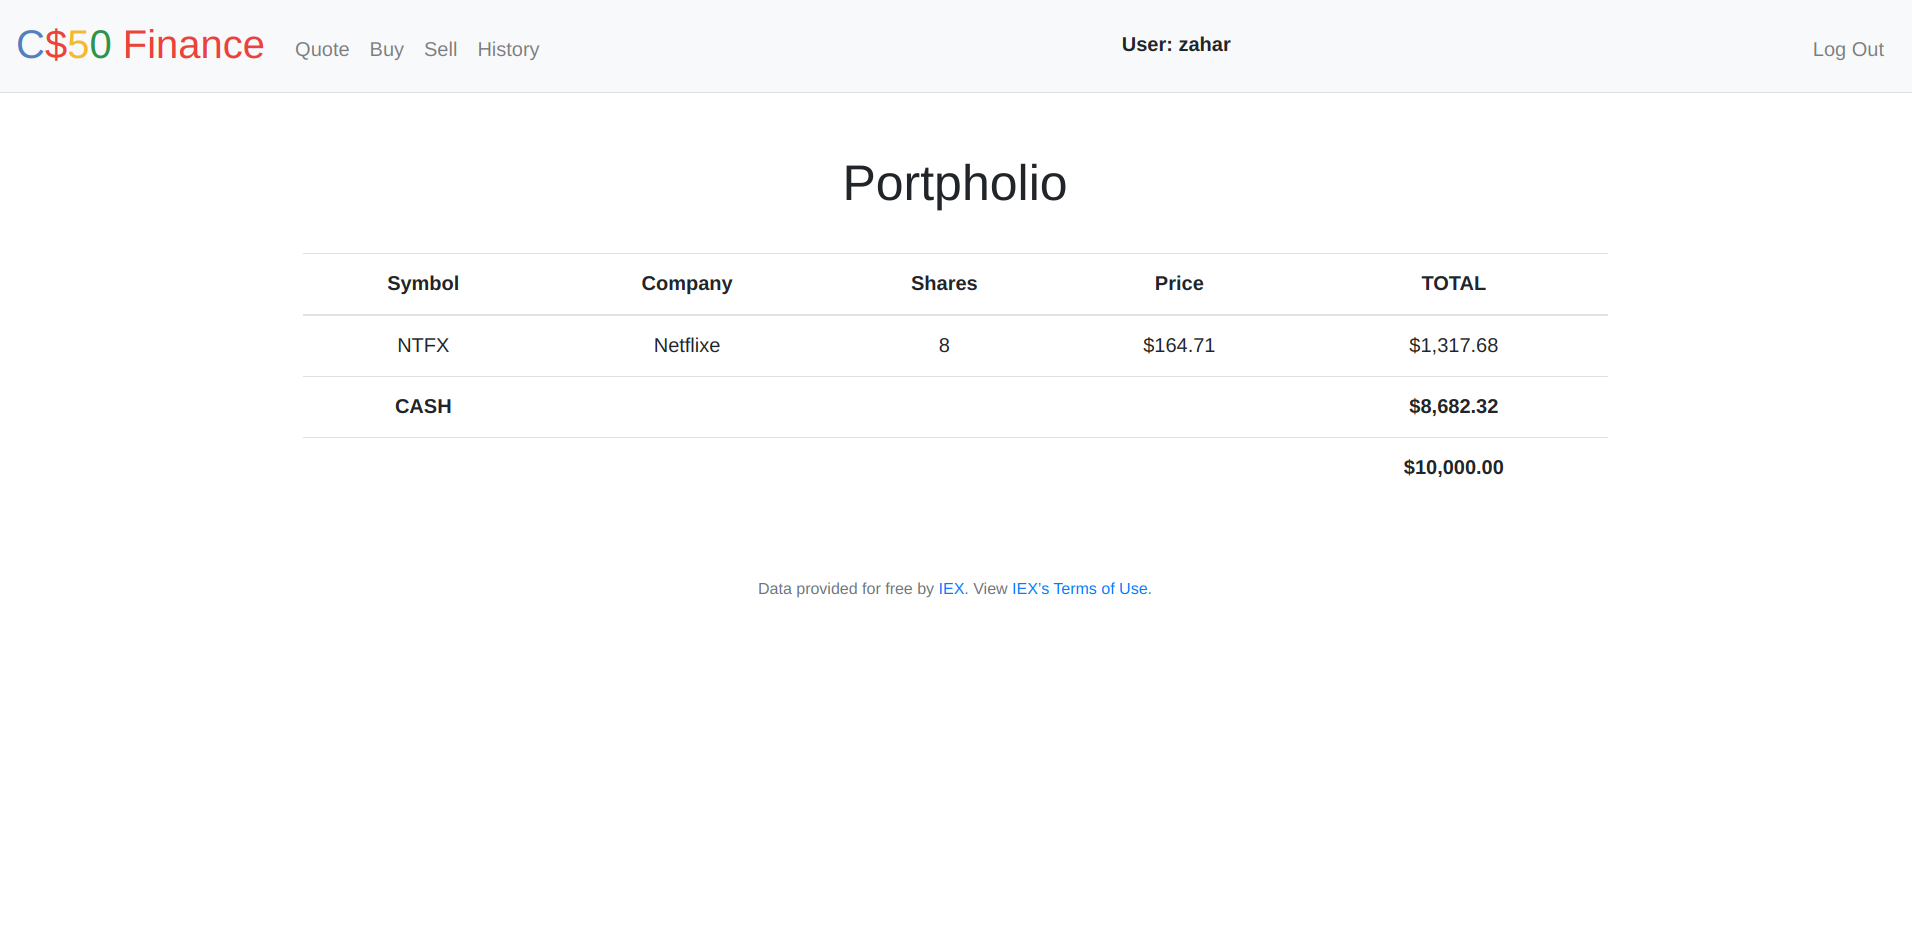 C$50 Finance Quote Buy Sell History User: zahar Log Out
Portpholio
Symbol Company Shares Price TOTAL
NTFX Netflixe 8 $164.71 $1,317.68
CASH $8,682.32
$10,000.00
Data provided for free by IEX. View IEX's Terms of Use.